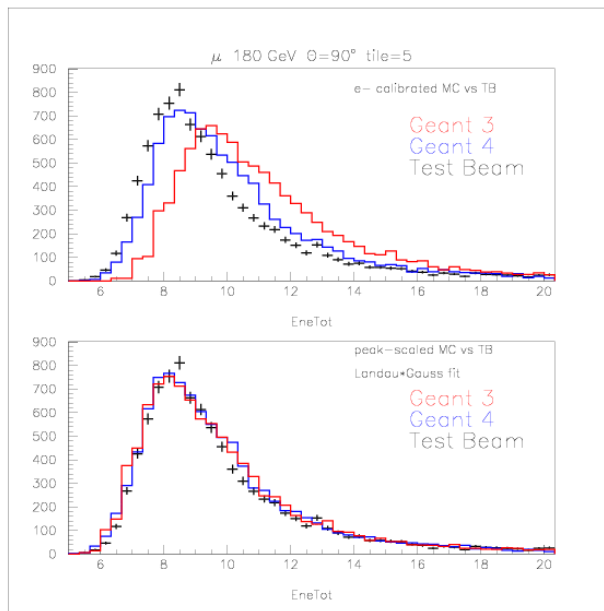 μ 180 GeV Θ=90° tile=5
900
800
700
600
500
400
300
200
100
0
e- calibrated MC vs TB
Geant 3
Geant 4
Test Beam
6 8 10 12 14 16 18 20
EneTot
900
800
700
600
500
400
300
200
100
0
peak-scaled MC vs TB
Landau*Gauss fit
Geant 3
Geant 4
Test Beam
6 8 10 12 14 16 18 20
EneTot